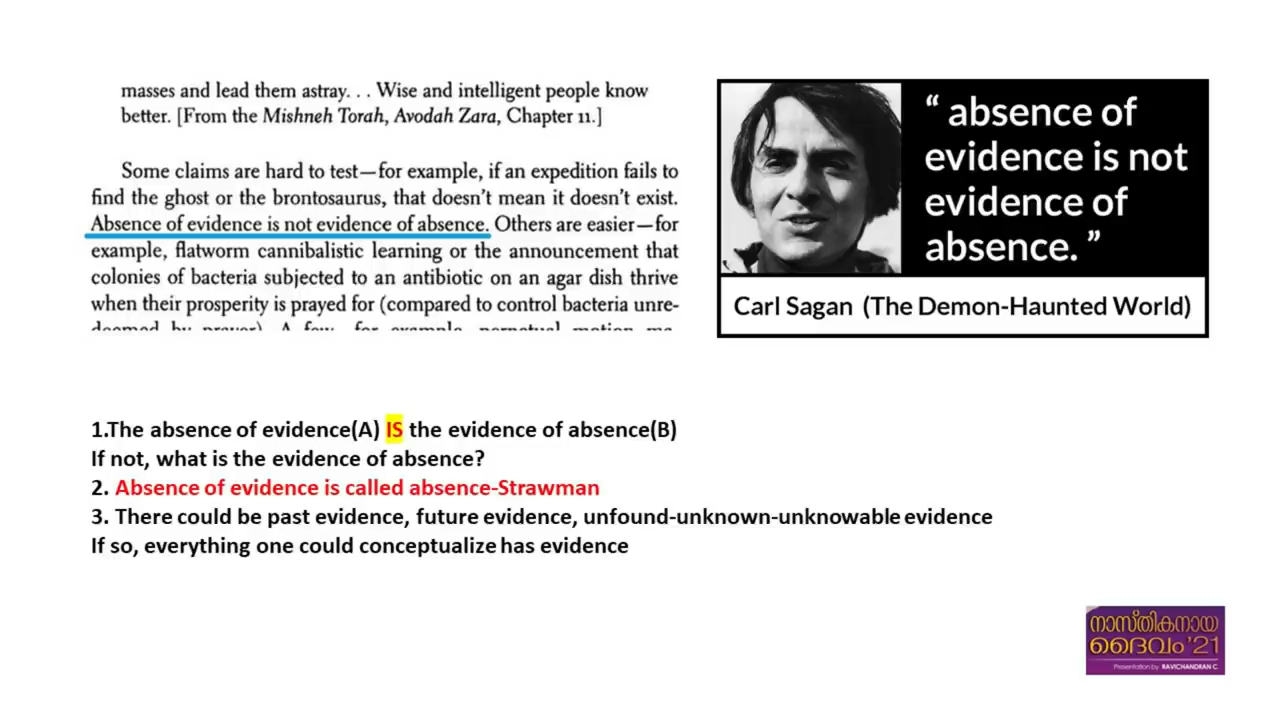 masses and lead them astray. . . Wise and intelligent people know
better. [From the Mishneh Torah, Avodah Zara, Chapter 11.]
Some claims are hard to test—for example, if an expedition fails to
find the ghost or the brontosaurus, that doesn't mean it doesn't exist.
Absence of evidence is not evidence of absence. Others are easier—for
example, flatworm cannibalistic learning or the announcement that
colonies of bacteria subjected to an antibiotic on an agar dish thrive
when their prosperity is prayed for (compared to control bacteria unre-
“ absence of
evidence is not
evidence of
absence. ”
Carl Sagan (The Demon-Haunted World)
1.The absence of evidence(A) IS the evidence of absence(B)
If not, what is the evidence of absence?
2. Absence of evidence is called absence-Strawman
3. There could be past evidence, future evidence, unfound-unknown-unknowable evidence
If so, everything one could conceptualize has evidence
നാസ്തികനായ
ദൈവം '21
Presentation by RAVICHANDRAN C.